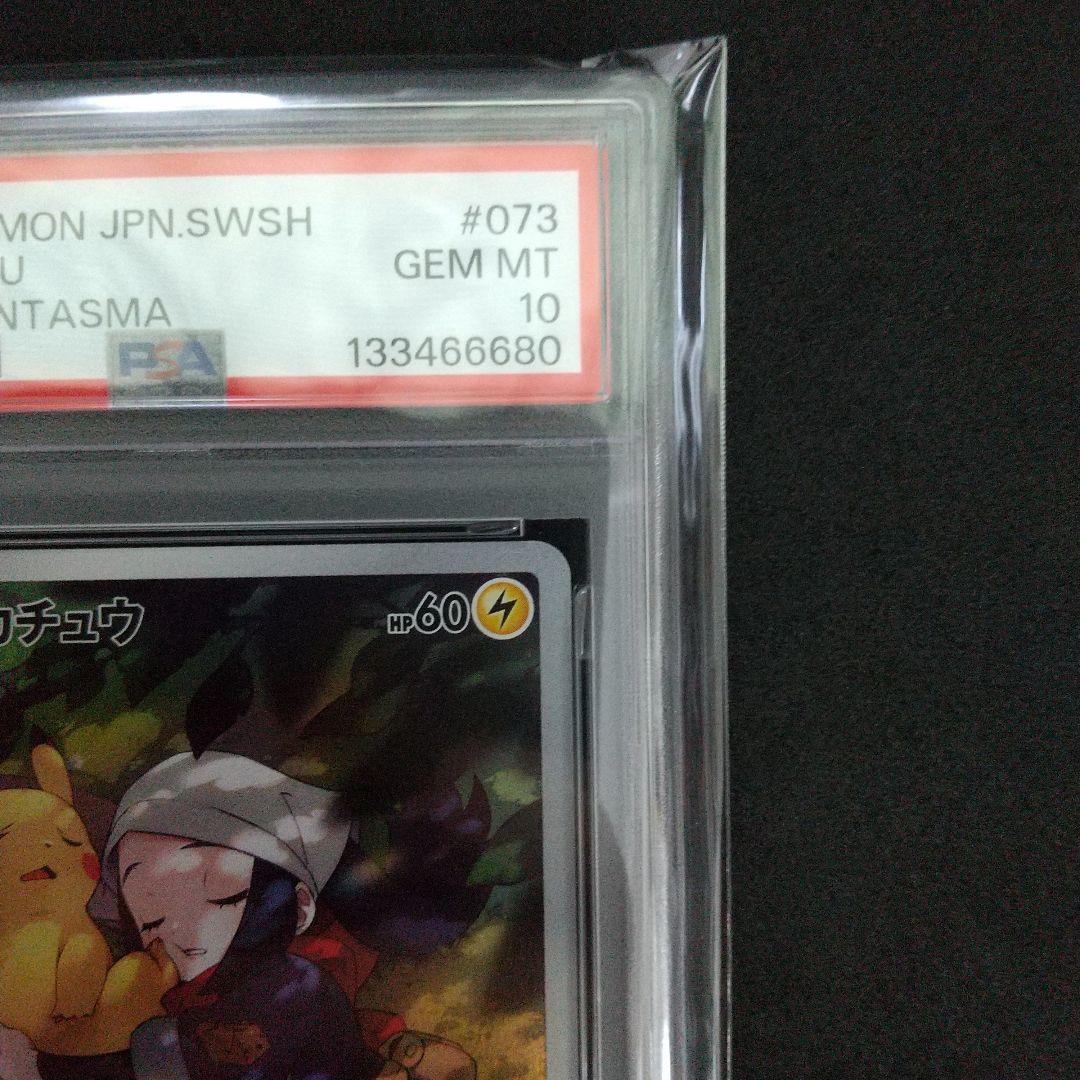 MON JPN.SWSH #073
U GEM MT
NTASMA 10
PSA 133466680
カチュウ HP60